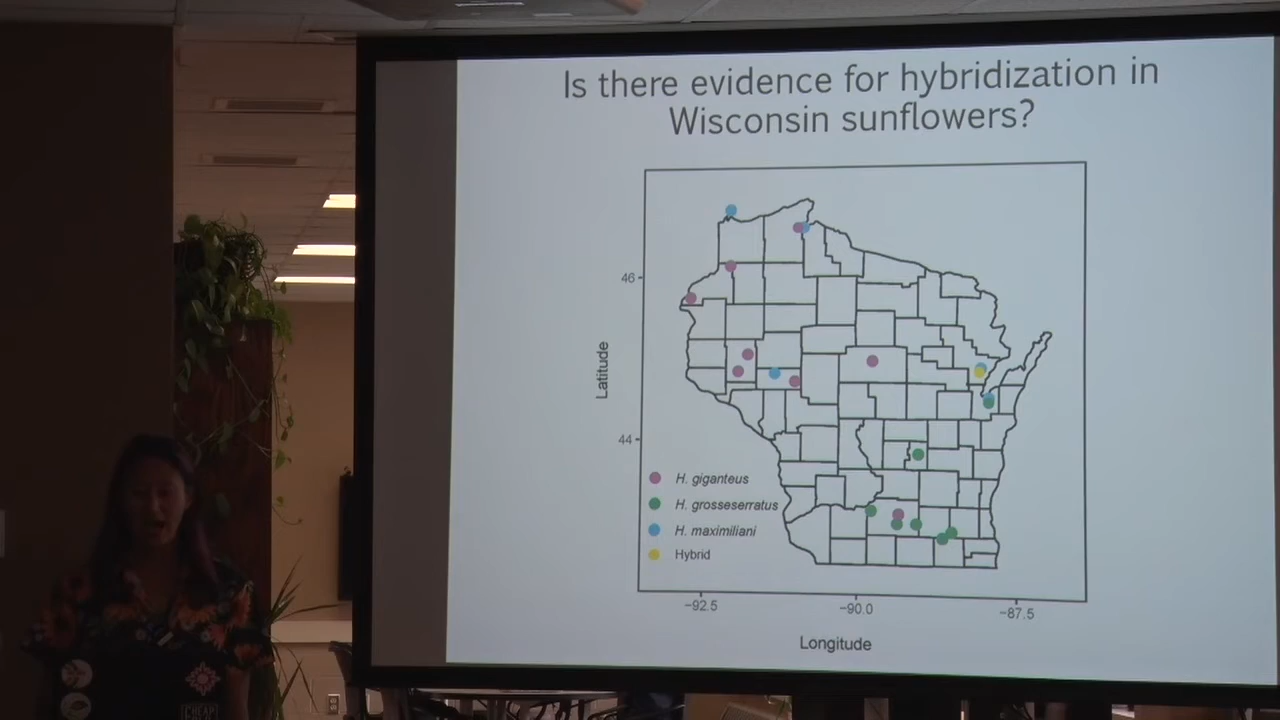 Is there evidence for hybridization in
Wisconsin sunflowers?
46
44
Latitude
H. giganteus
H. grosseserratus
H. maximiliani
Hybrid
−92.5
−90.0
−87.5
Longitude
CHEAP